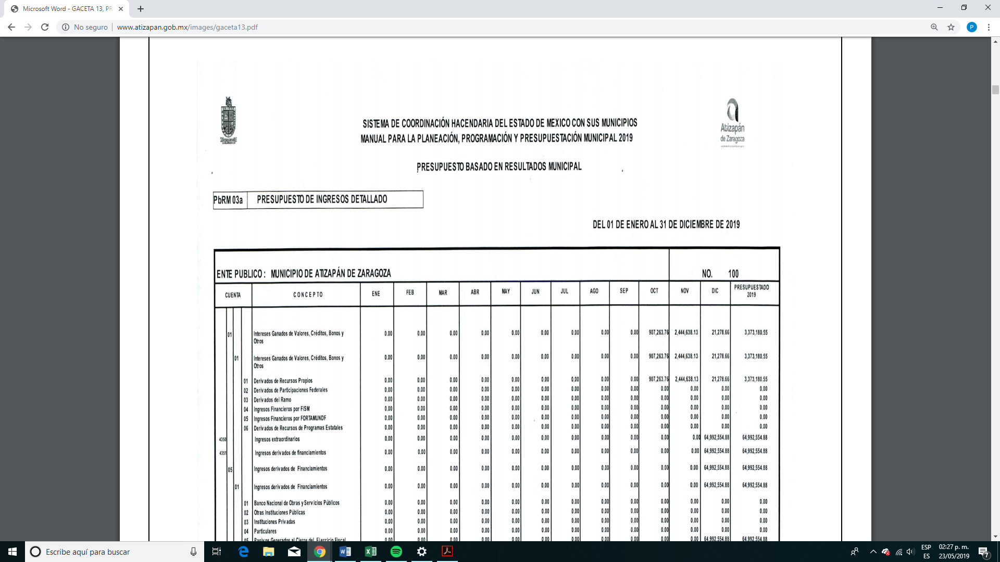 Microsoft Word - GACETA 13, PR
No seguro
www.atizapan.gob.mx/images/gaceta13.pdf
P
Atizapán
de Zaragoza
SISTEMA DE COORDINACIÓN HACENDARIA DEL ESTADO DE MEXICO CON SUS MUNICIPIOS
MANUAL PARA LA PLANEACIÓN, PROGRAMACIÓN Y PRESUPUESTACIÓN MUNICIPAL 2019
PRESUPUESTO BASADO EN RESULTADOS MUNICIPAL
PbRM 03a PRESUPUESTO DE INGRESOS DETALLADO
DEL 01 DE ENERO AL 31 DE DICIEMBRE DE 2019
ENTE PUBLICO : MUNICIPIO DE ATIZAPÁN DE ZARAGOZA NO. 100
CUENTA CONCEPTO ENE FEB MAR ABR MAY JUN JUL AGO SEP OCT NOV DIC PRESUPUESTADO
2019
01 Intereses Ganados de Valores, Créditos, Bonos y 0.00 0.00 0.00 0.00 0.00 0.00 0.00 0.00 0.00 907,263.76 2,444,638.13 21,278.66 3,373,180.55
Otros
01 Intereses Ganados de Valores, Créditos, Bonos y 0.00 0.00 0.00 0.00 0.00 0.00 0.00 0.00 0.00 907,263.76 2,444,638.13 21,278.66 3,373,180.55
Otros
01 Derivados de Recursos Propios 0.00 0.00 0.00 0.00 0.00 0.00 0.00 0.00 0.00 907,263.76 2,444,638.13 21,278.66 3,373,180.55
02 Derivados de Participaciones Federales 0.00 0.00 0.00 0.00 0.00 0.00 0.00 0.00 0.00 0.00 0.00 0.00 0.00
03 Derivados del Ramo 0.00 0.00 0.00 0.00 0.00 0.00 0.00 0.00 0.00 0.00 0.00 0.00 0.00
04 Ingresos Financieros por FISM 0.00 0.00 0.00 0.00 0.00 0.00 0.00 0.00 0.00 0.00 0.00 0.00 0.00
05 Ingresos Financieros por FORTAMUNDF 0.00 0.00 0.00 0.00 0.00 0.00 0.00 0.00 0.00 0.00 0.00 0.00 0.00
06 Derivados de Recursos de Programas Estatales 0.00 0.00 0.00 0.00 0.00 0.00 0.00 0.00 0.00 0.00 0.00 0.00 0.00
4350 Ingresos extraordinarios 0.00 0.00 0.00 0.00 0.00 0.00 0.00 0.00 0.00 0.00 0.00 64,992,554.88 64,992,554.88
4351 Ingresos derivados de financiamientos 0.00 0.00 0.00 0.00 0.00 0.00 0.00 0.00 0.00 0.00 0.00 64,992,554.88 64,992,554.88
05 Ingresos derivados de Financiamientos 0.00 0.00 0.00 0.00 0.00 0.00 0.00 0.00 0.00 0.00 0.00 64,992,554.88 64,992,554.88
01 Ingresos derivados de Financiamientos 0.00 0.00 0.00 0.00 0.00 0.00 0.00 0.00 0.00 0.00 0.00 64,992,554.88 64,992,554.88
01 Banco Nacional de Obras y Servicios Públicos 0.00 0.00 0.00 0.00 0.00 0.00 0.00 0.00 0.00 0.00 0.00 0.00 0.00
02 Otras Instituciones Públicas 0.00 0.00 0.00 0.00 0.00 0.00 0.00 0.00 0.00 0.00 0.00 0.00 0.00
03 Instituciones Privadas 0.00 0.00 0.00 0.00 0.00 0.00 0.00 0.00 0.00 0.00 0.00 0.00 0.00
04 Particulares 0.00 0.00 0.00 0.00 0.00 0.00 0.00 0.00 0.00 0.00 0.00 0.00 0.00
05 Pasivos Generados al Cierre del Ejercicio Fiscal 0.00 0.00 0.00 0.00 0.00 0.00 0.00 0.00 0.00 0.00 0.00 64,992,554.88 64,992,554.88
Escribe aquí para buscar
ESP
ES
02:27 p. m.
23/05/2019
7